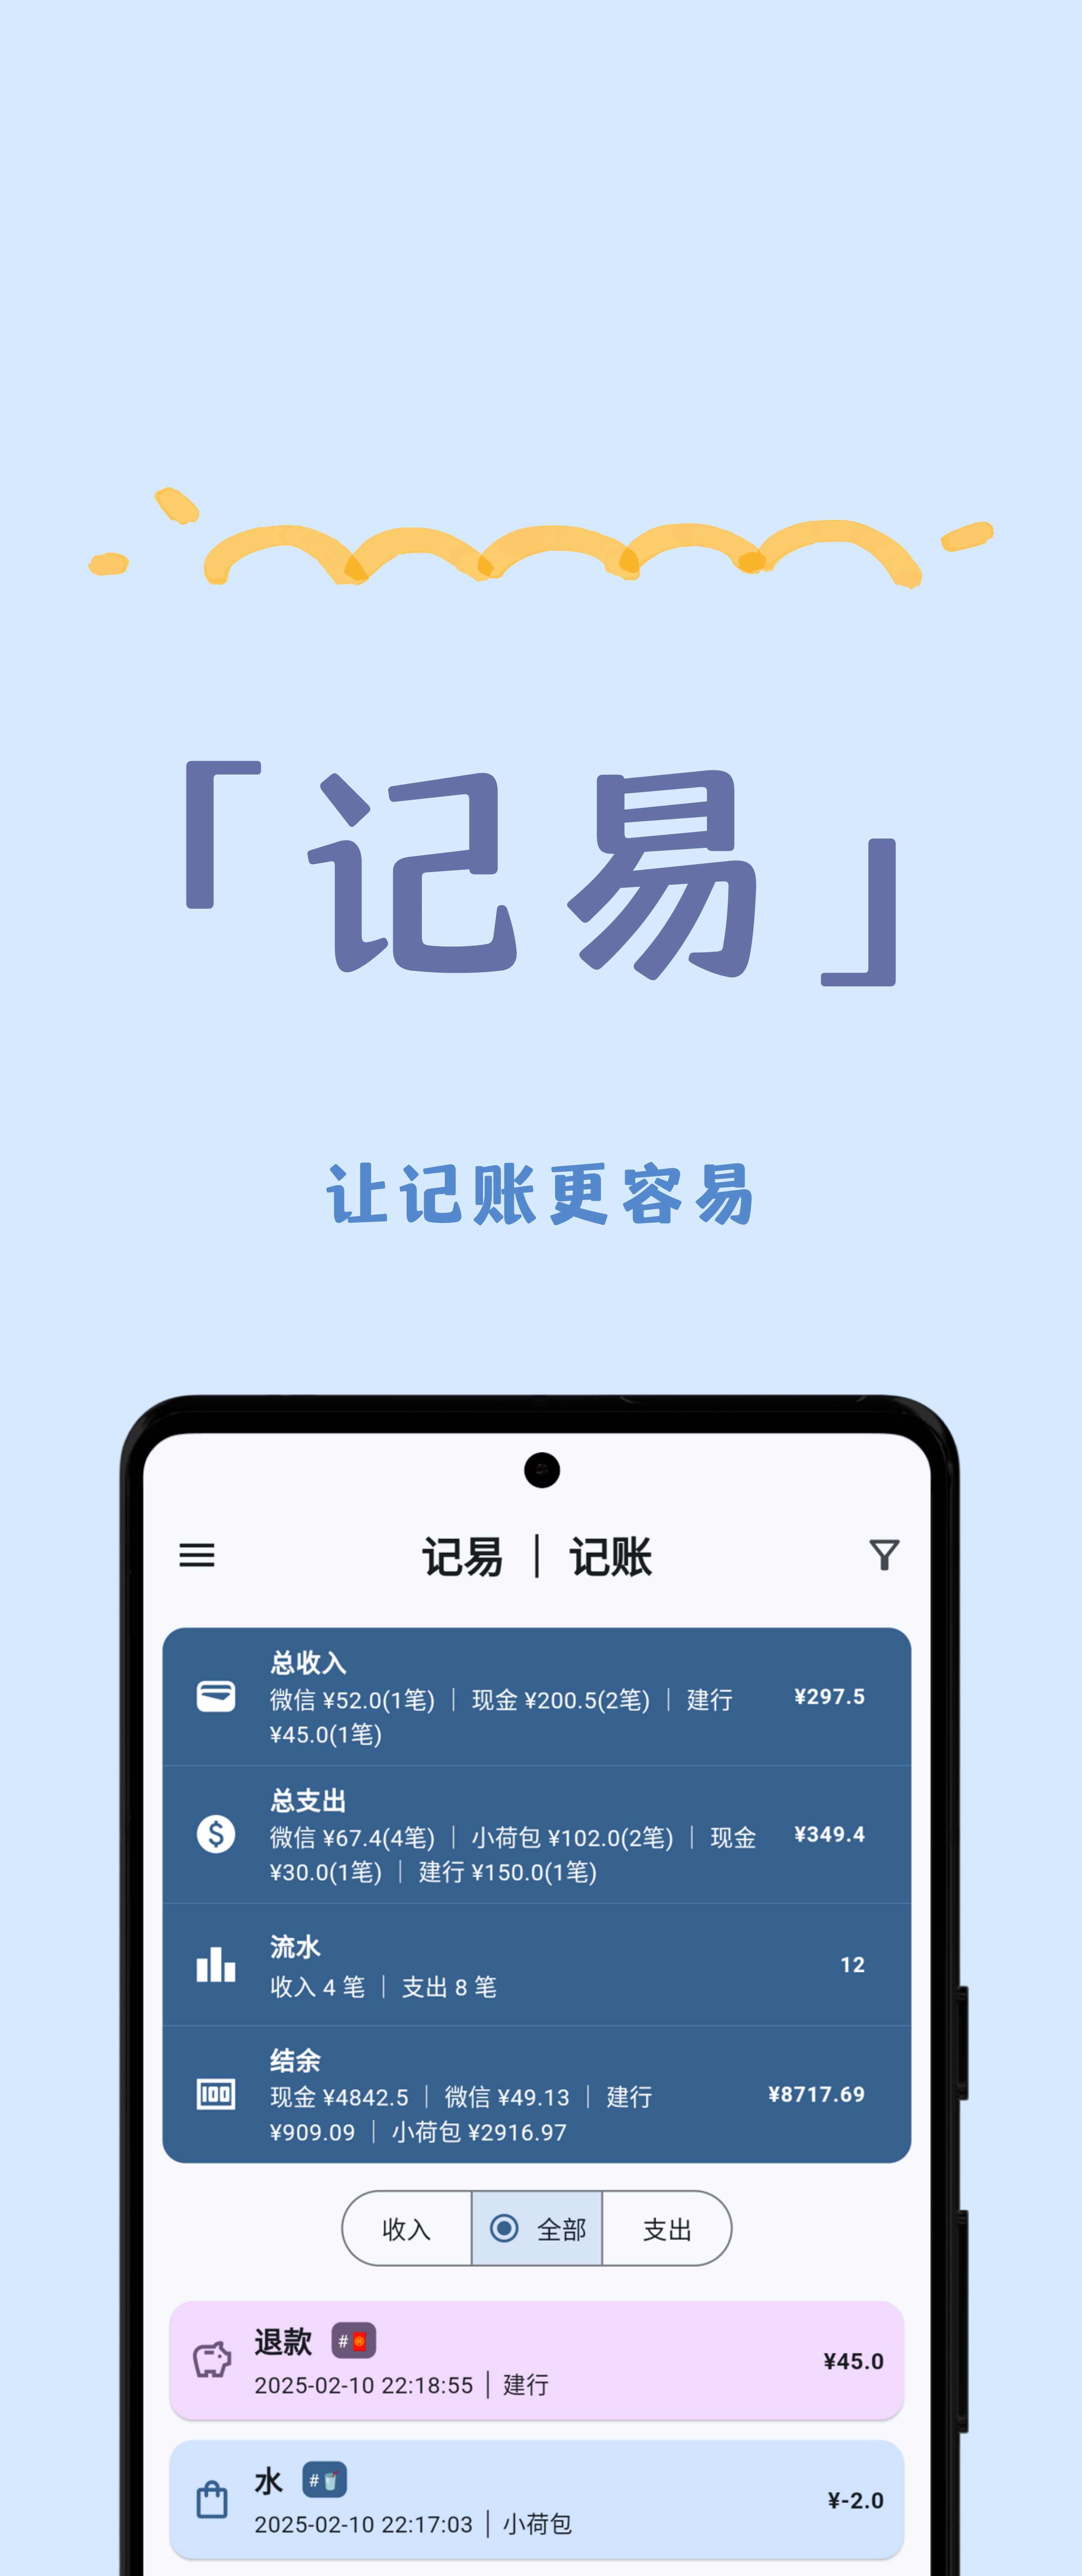 「记易」
让记账更容易
记易 | 记账
总收入
微信 ¥52.0(1笔) | 现金 ¥200.5(2笔) | 建行
¥45.0(1笔)
¥297.5
总支出
微信 ¥67.4(4笔) | 小荷包 ¥102.0(2笔) | 现金
¥30.0(1笔) | 建行 ¥150.0(1笔)
¥349.4
流水
收入 4 笔 | 支出 8 笔
12
100
结余
现金 ¥4842.5 | 微信 ¥49.13 | 建行
¥909.09 | 小荷包 ¥2916.97
¥8717.69
收入 全部 支出
退款 #🧧
2025-02-10 22:18:55 | 建行
¥45.0
水 #🥤
2025-02-10 22:17:03 | 小荷包
¥-2.0